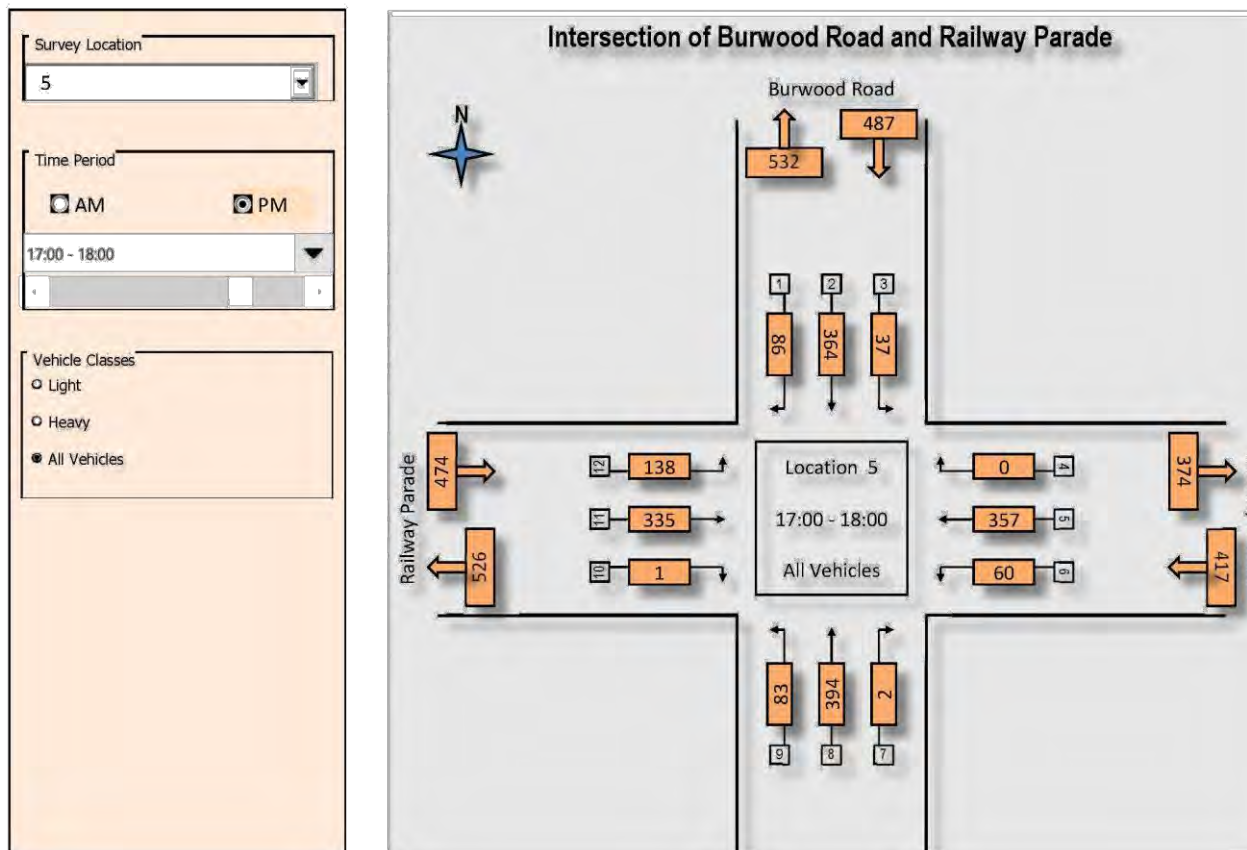 Survey Location
5
Time Period
AM
PM
17:00 - 18:00
Vehicle Classes
Light
Heavy
All Vehicles
Intersection of Burwood Road and Railway Parade
Burwood Road
N
532
487
1
2
3
86
364
37
Railway Parade
474
526
12
138
11
335
10
1
Location 5
17:00 - 18:00
All Vehicles
0
4
357
5
60
6
374
417
83
394
2
9
8
7